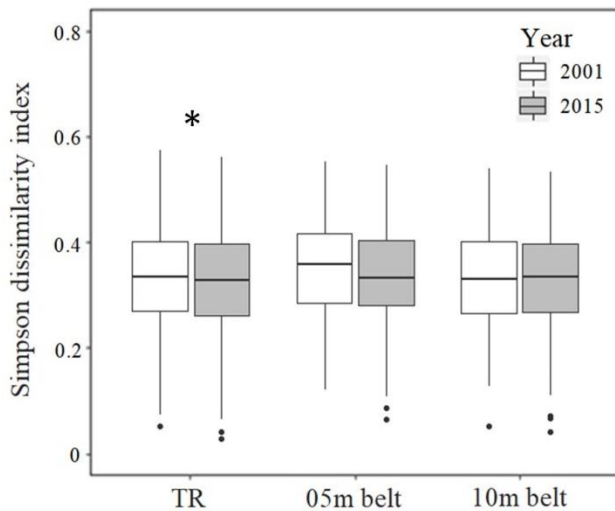 Simpson dissimilarity index
0.8
0.6
0.4
0.2
0
*
Year
2001
2015
TR
05m belt
10m belt